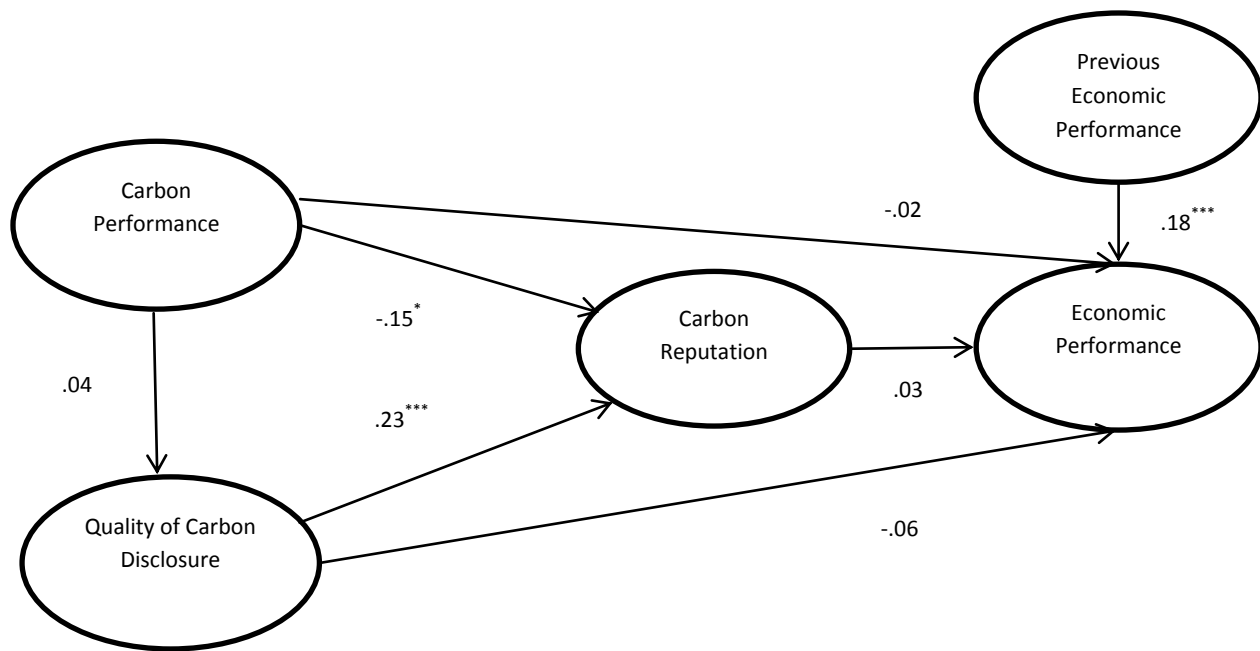 Previous
Economic
Performance
Carbon
Performance
-.02
.18***
-.15*
Carbon
Reputation
Economic
Performance
.04
.23***
.03
Quality of Carbon
Disclosure
-.06